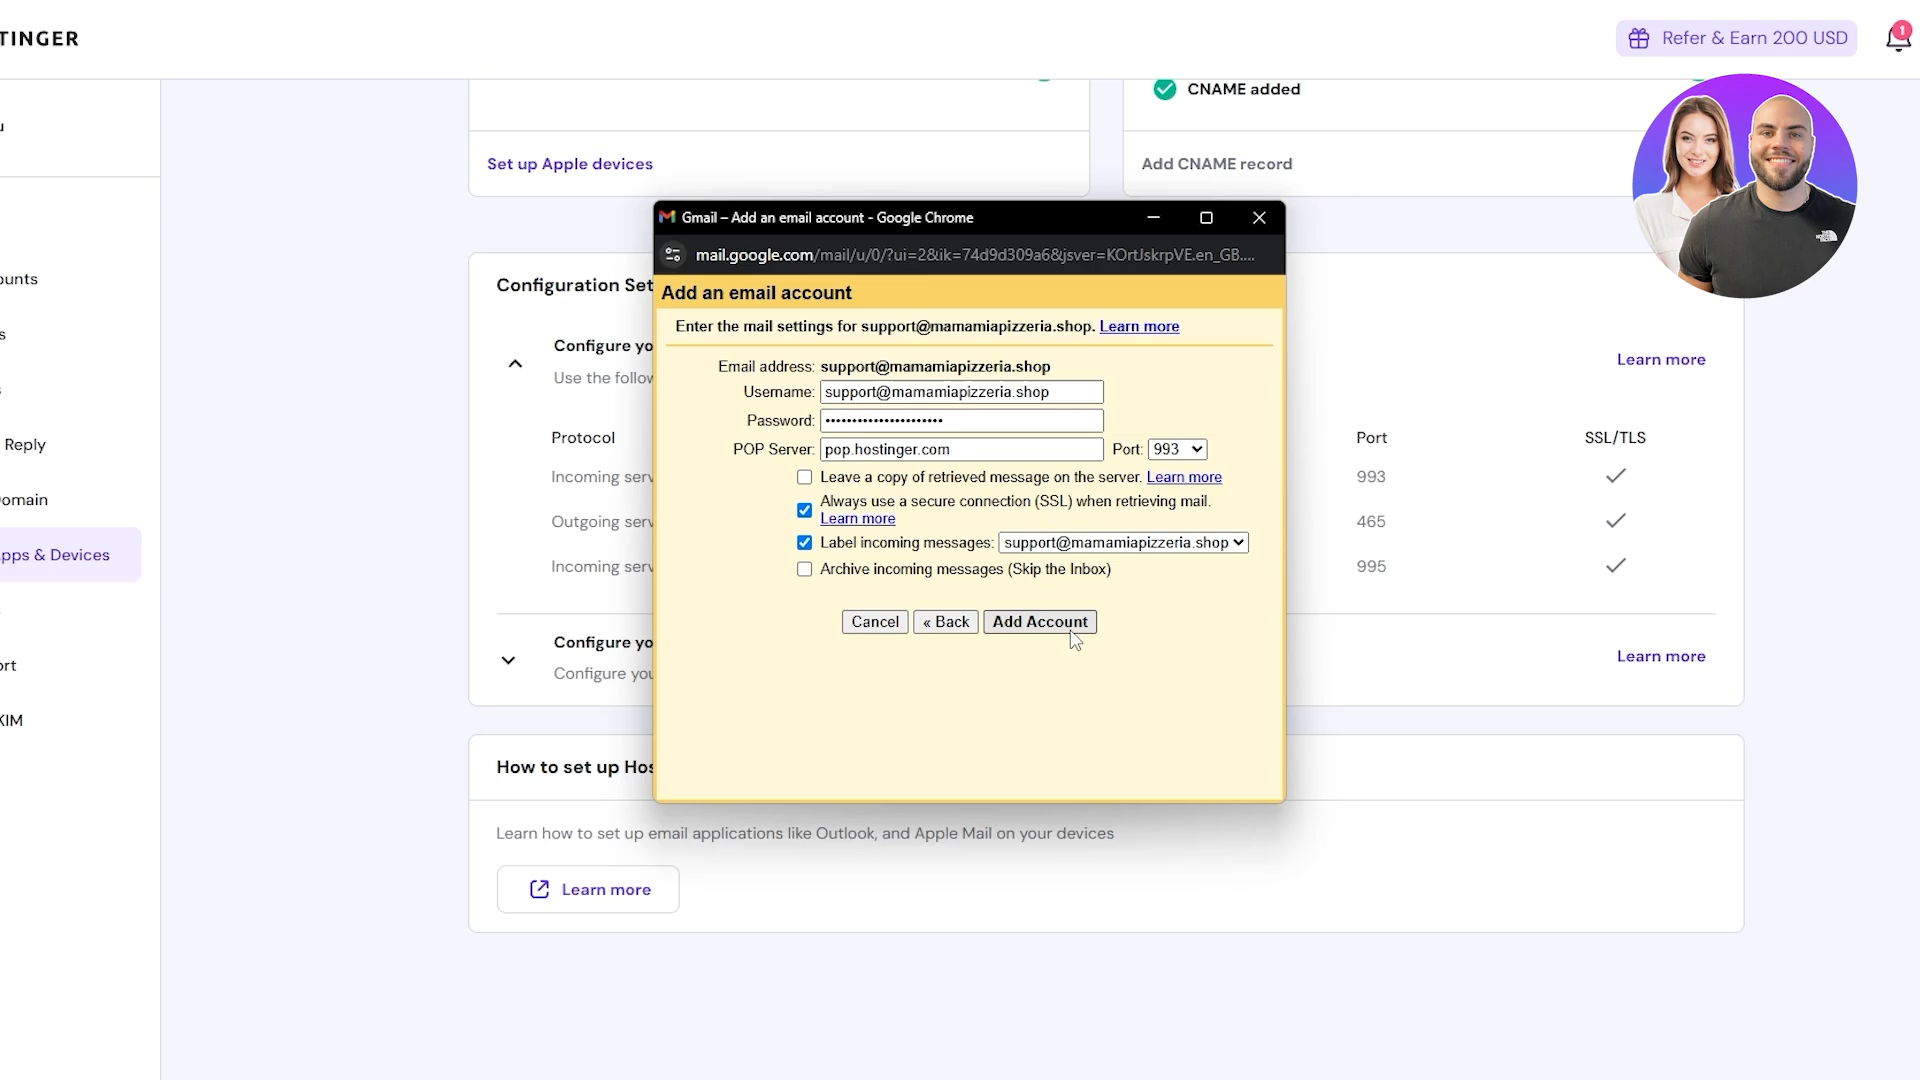 TINGER
Refer & Earn 200 USD
1
CNAME added
Set up Apple devices
Add CNAME record
Gmail – Add an email account - Google Chrome
mail.google.com/mail/u/0/?ui=2&ik=74d9d309a6&jsver=KOrtJskrpVE.en_GB....
Add an email account
Enter the mail settings for support@mamamiapizzeria.shop. Learn more
Email address: support@mamamiapizzeria.shop
Username: support@mamamiapizzeria.shop
Password: ••••••••••••••••••••••
POP Server: pop.hostinger.com Port: 993
Leave a copy of retrieved message on the server. Learn more
Always use a secure connection (SSL) when retrieving mail.
Learn more
Label incoming messages: support@mamamiapizzeria.shop
Archive incoming messages (Skip the Inbox)
Cancel « Back Add Account
Configuration Set
Configure yo
Use the follow
Learn more
Protocol Port SSL/TLS
Incoming serv 993
Outgoing serv 465
Incoming serv 995
Configure yo
Configure you
Learn more
How to set up Hos
Learn how to set up email applications like Outlook, and Apple Mail on your devices
Learn more
ounts
s
Reply
omain
pps & Devices
ort
KIM